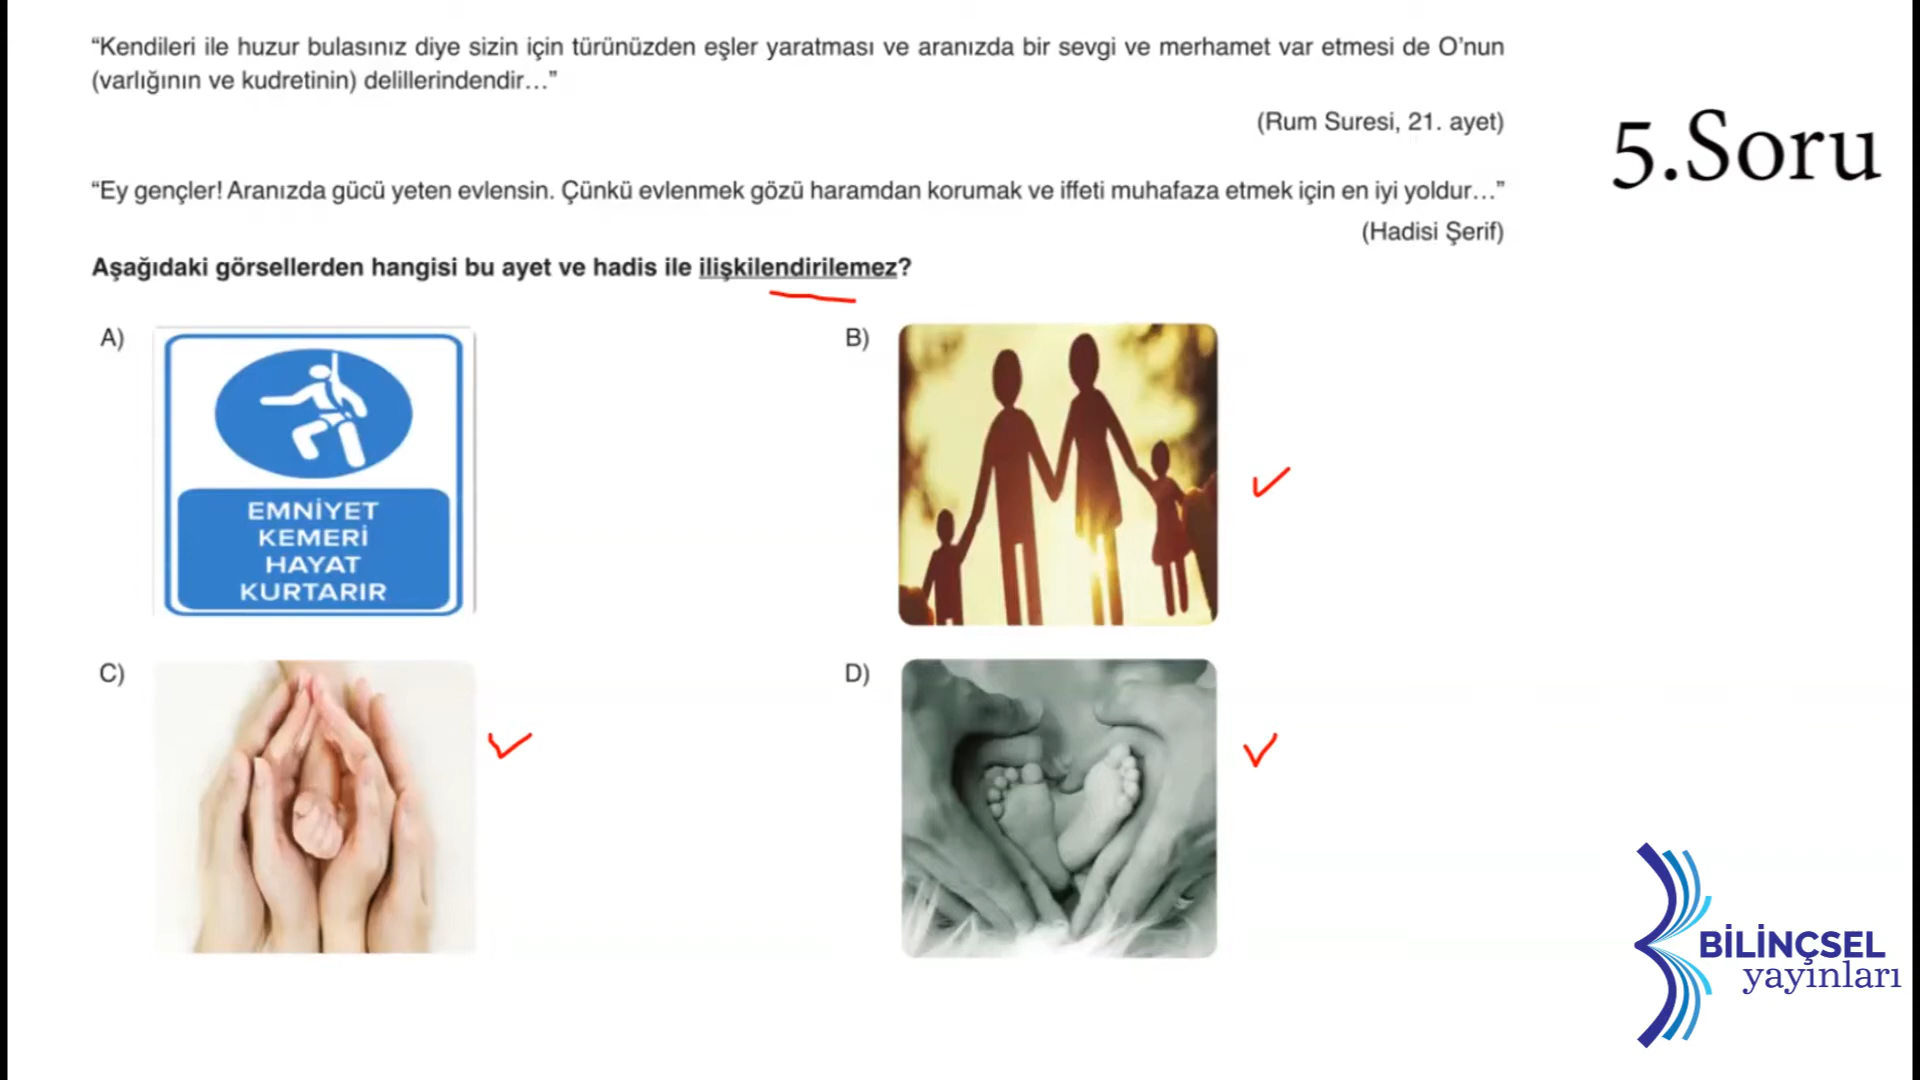 “Kendileri ile huzur bulasınız diye sizin için türünüzden eşler yaratması ve aranızda bir sevgi ve merhamet var etmesi de O’nun
(varlığının ve kudretinin) delillerindendir…”
(Rum Suresi, 21. ayet)
5.Soru
“Ey gençler! Aranızda gücü yeten evlensin. Çünkü evlenmek gözü haramdan korumak ve iffeti muhafaza etmek için en iyi yoldur…”
(Hadisi Şerif)
Aşağıdaki görsellerden hangisi bu ayet ve hadis ile ilişkilendirilemez?
A)
EMNİYET
KEMERİ
HAYAT
KURTARIR
B)
C)
D)
BİLİNÇSEL
yayınları